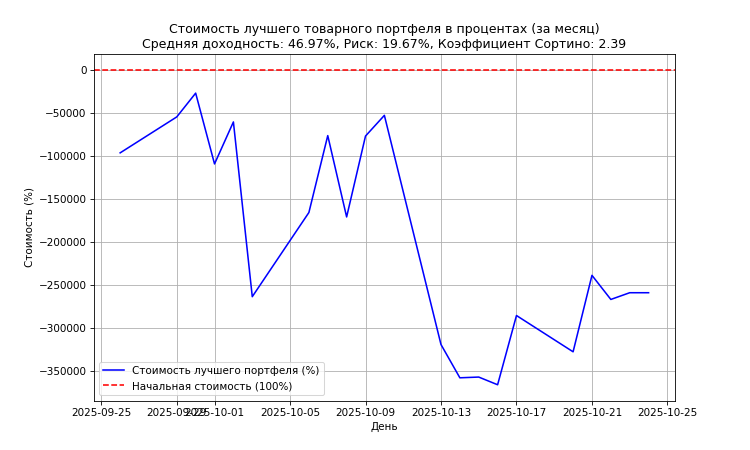 Стоимость лучшего товарного портфеля в процентах (за месяц)
Средняя доходность: 46.97%, Риск: 19.67%, Коэффициент Сортино: 2.39
Стоимость (%)
0
−50000
−100000
−150000
−200000
−250000
−300000
−350000
Стоимость лучшего портфеля (%)
Начальная стоимость (100%)
2025-09-25 2025-09-29 2025-10-01 2025-10-05 2025-10-09 2025-10-13 2025-10-17 2025-10-21 2025-10-25
День